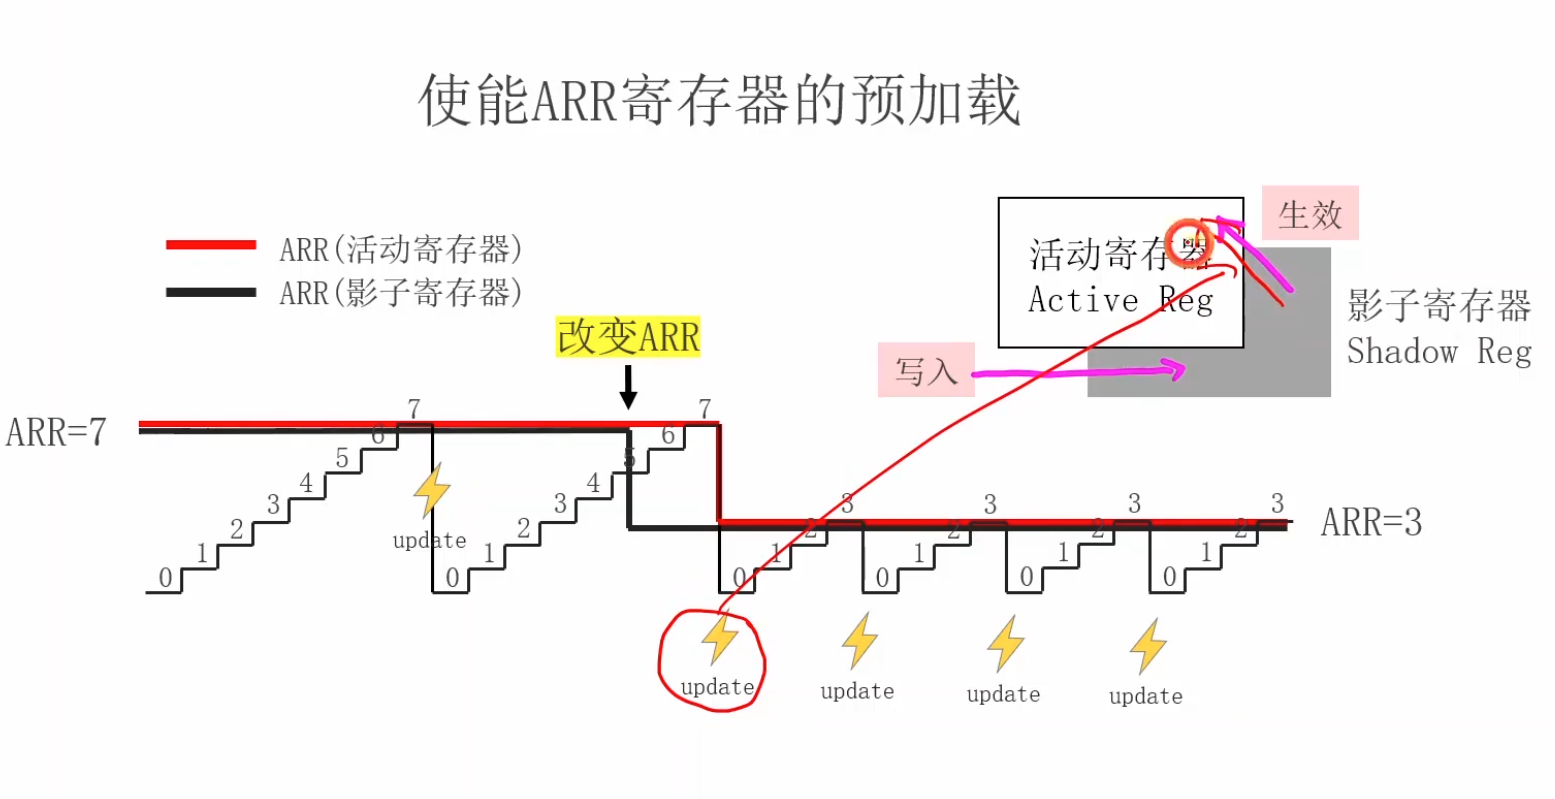 使能ARR寄存器的预加载
生效
ARR(活动寄存器)
ARR(影子寄存器)
活动寄存器
Active Reg
影子寄存器
Shadow Reg
改变ARR
写入
ARR=7
0
1
2
3
4
5
6
7
update
0
1
2
3
4
5
6
7
ARR=3
0
1
2
3
0
1
2
3
0
1
2
3
0
1
2
3
update
update
update
update